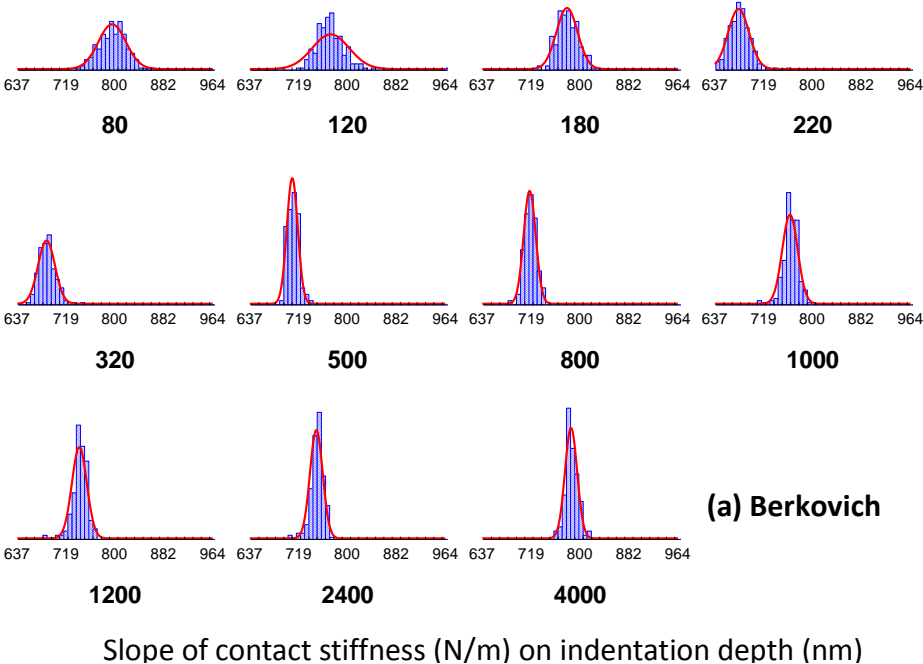 637 719 800 882 964 637 719 800 882 964 637 719 800 882 964 637 719 800 882 964
80 120 180 220
637 719 800 882 964 637 719 800 882 964 637 719 800 882 964 637 719 800 882 964
320 500 800 1000
(a) Berkovich
637 719 800 882 964 637 719 800 882 964 637 719 800 882 964
1200 2400 4000
Slope of contact stiffness (N/m) on indentation depth (nm)